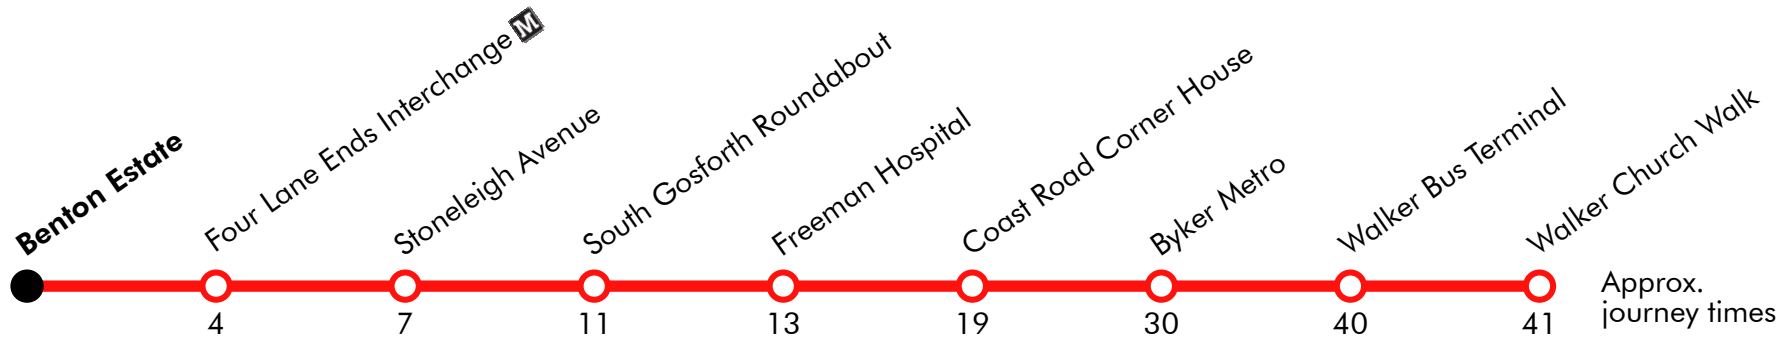 Benton Estate
Four Lane Ends Interchange M
Stoneleigh Avenue
South Gosforth Roundabout
Freeman Hospital
Coast Road Corner House
Byker Metro
Walker Bus Terminal
Walker Church Walk
4 7 11 13 19 30 40 41
Approx.
journey times